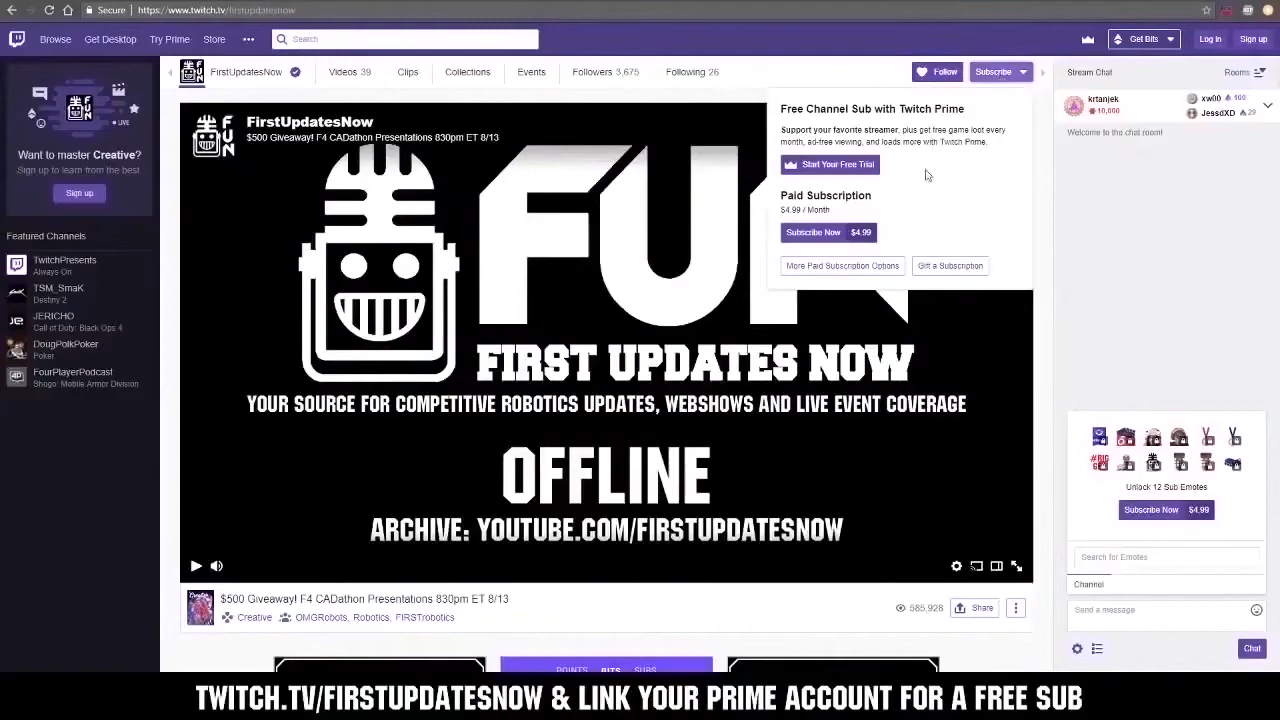 Secure
https://www.twitch.tv/firstupdatesnow
Browse
Get Desktop
Try Prime
Store
Search
Get Bits
Log in
Sign up
Want to master Creative?
Sign up to learn from the best
Sign up
Featured Channels
TwitchPresents
Always On
TSM_SmaK
Destiny 2
JERICHO
Call of Duty: Black Ops 4
DougPolkPoker
Poker
FourPlayerPodcast
Shogo: Mobile Armor Division
FirstUpdatesNow
Videos 39
Clips
Collections
Events
Followers 3,675
Following 26
Follow
Subscribe
FirstUpdatesNow
$500 Giveaway! F4 CADathon Presentations 830pm ET 8/13
FUN
FIRST UPDATES NOW
YOUR SOURCE FOR COMPETITIVE ROBOTICS UPDATES, WEBSHOWS AND LIVE EVENT COVERAGE
OFFLINE
ARCHIVE: YOUTUBE.COM/FIRSTUPDATESNOW
Free Channel Sub with Twitch Prime
Support your favorite streamer, plus get free game loot every
month, ad-free viewing, and loads more with Twitch Prime.
Start Your Free Trial
Paid Subscription
$4.99 / Month
Subscribe Now $4.99
More Paid Subscription Options
Gift a Subscription
$500 Giveaway! F4 CADathon Presentations 830pm ET 8/13
Creative
OMGRobots, Robotics, FIRSTrobotics
585,928
Share
POINTS BITS SUBS
Stream Chat
Rooms
krtanjek
10,000
xw00 100
JessdXD 29
Welcome to the chat room!
Unlock 12 Sub Emotes
Subscribe Now $4.99
Search for Emotes
Channel
Send a message
Chat
TWITCH.TV/FIRSTUPDATESNOW & LINK YOUR PRIME ACCOUNT FOR A FREE SUB